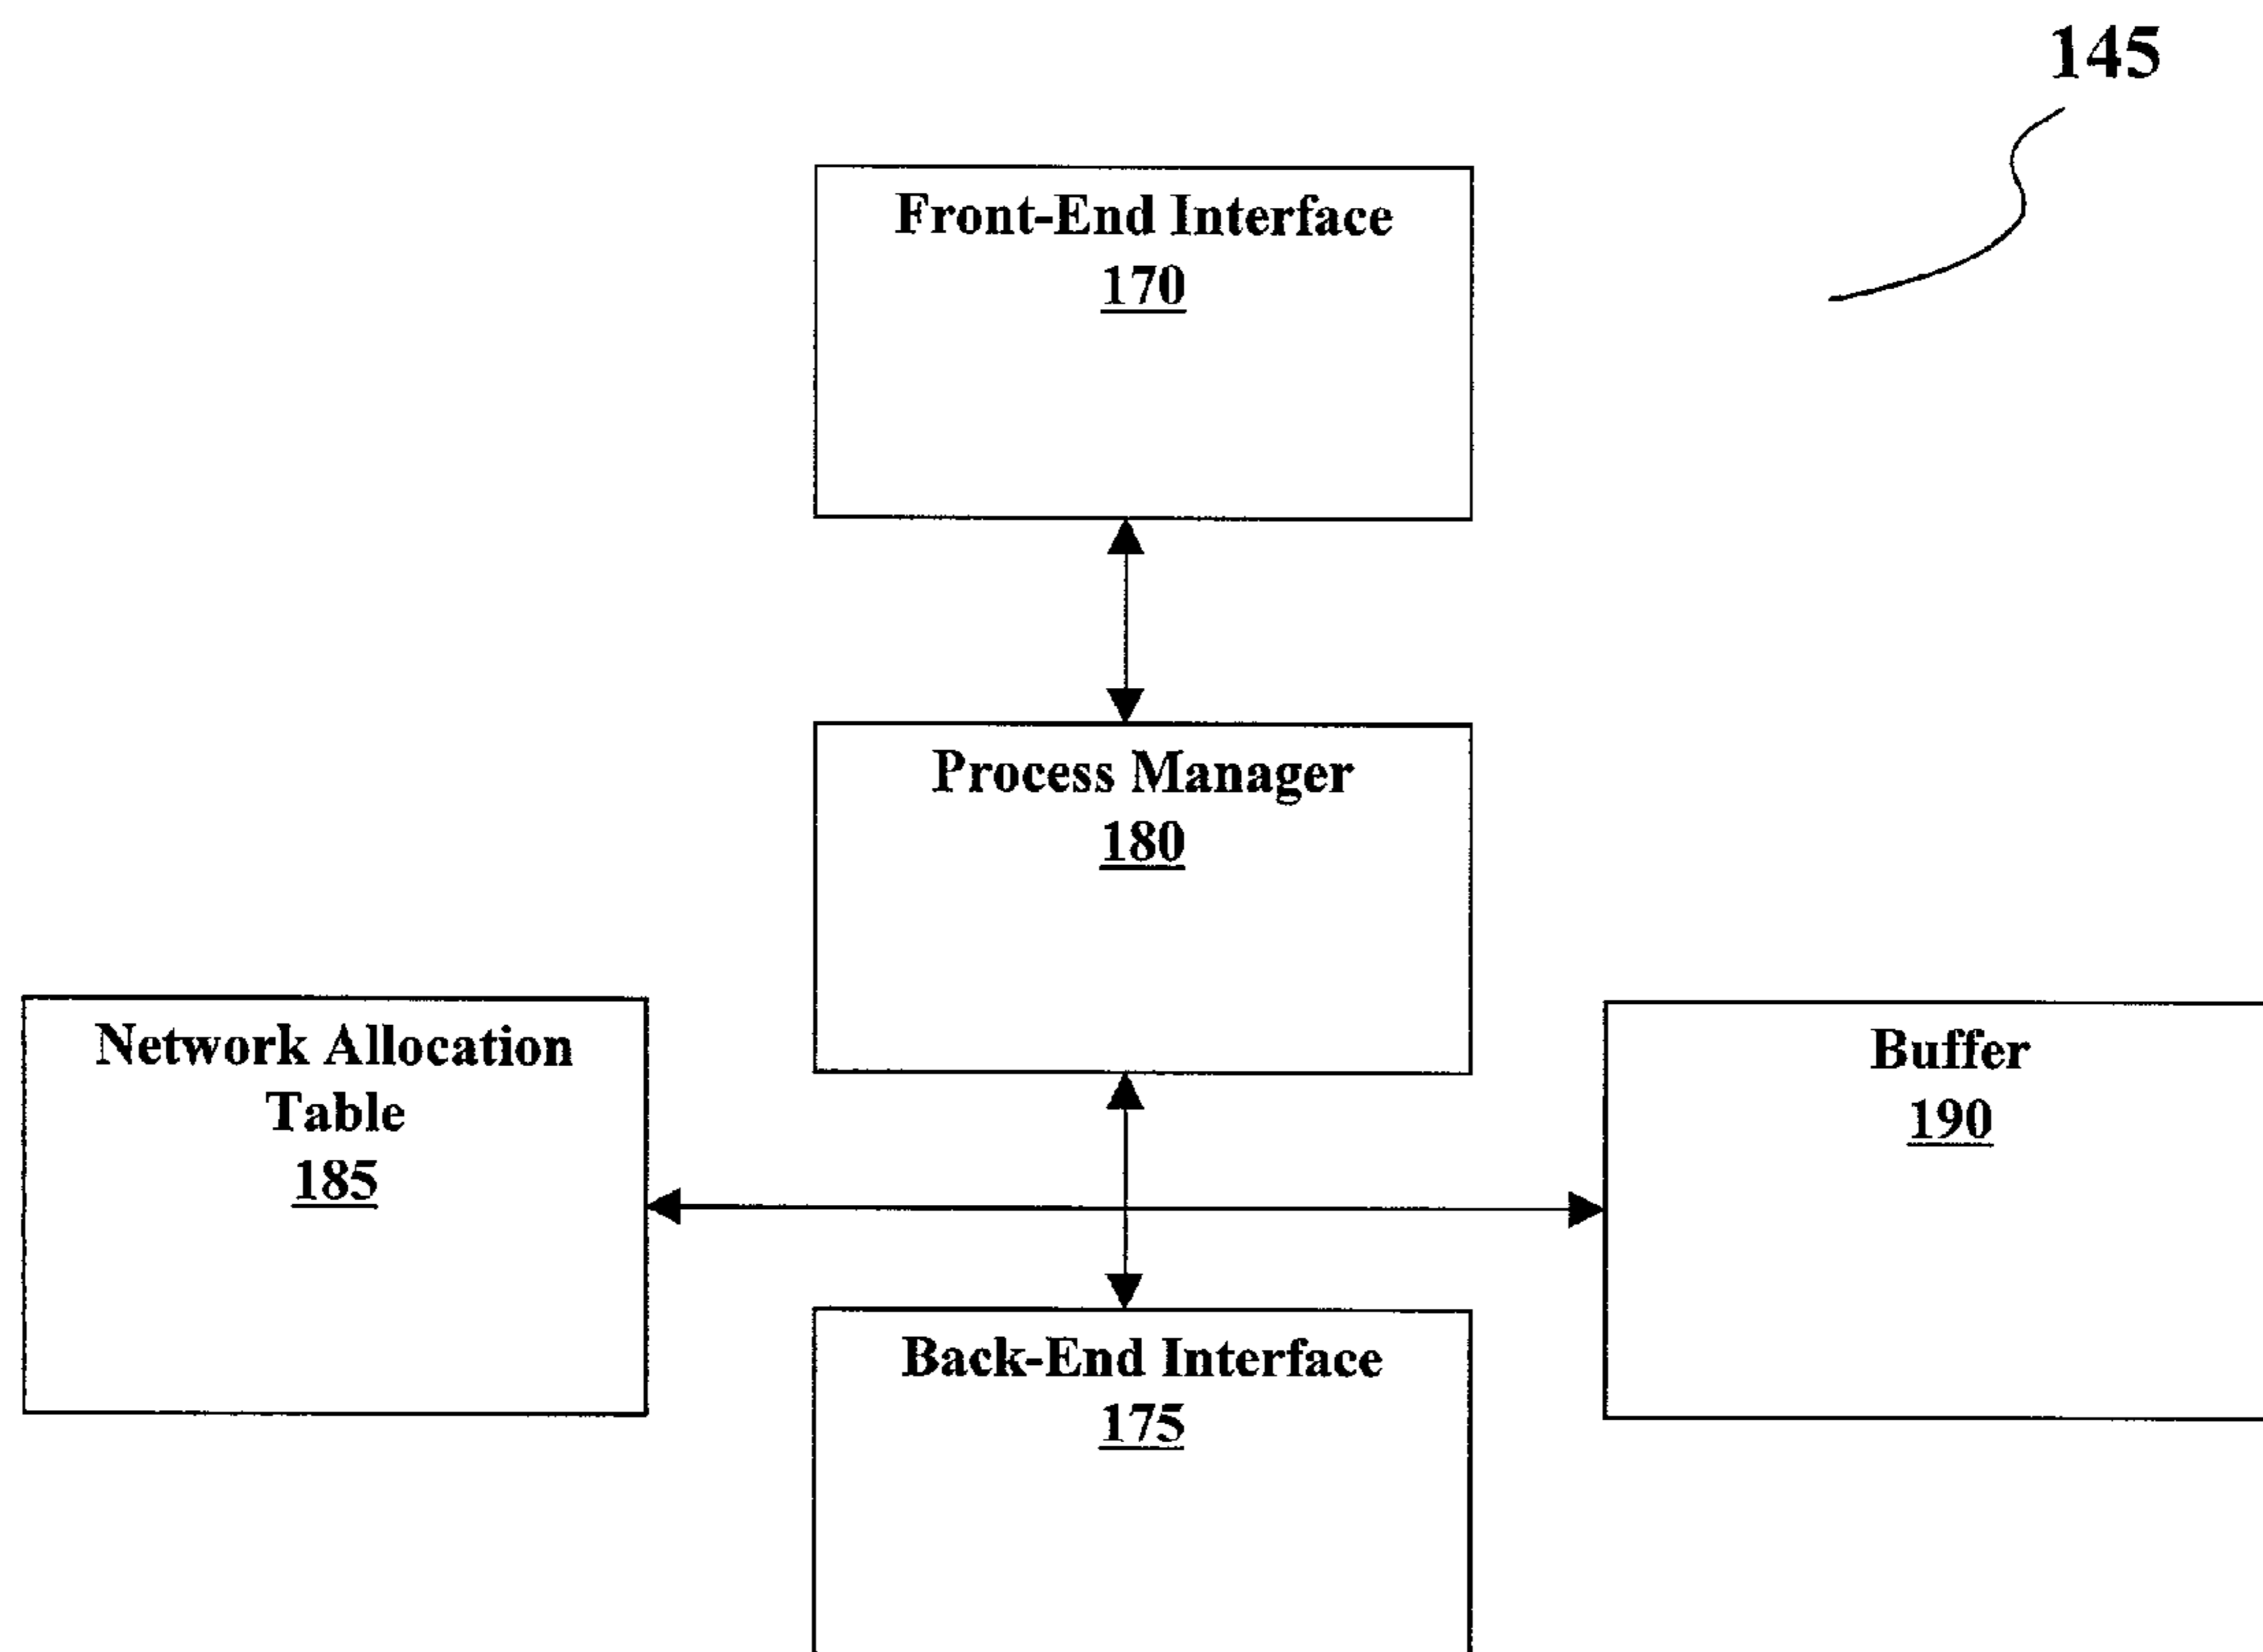 145
Front-End Interface
170
Process Manager
180
Network Allocation
Table
185
Buffer
190
Back-End Interface
175